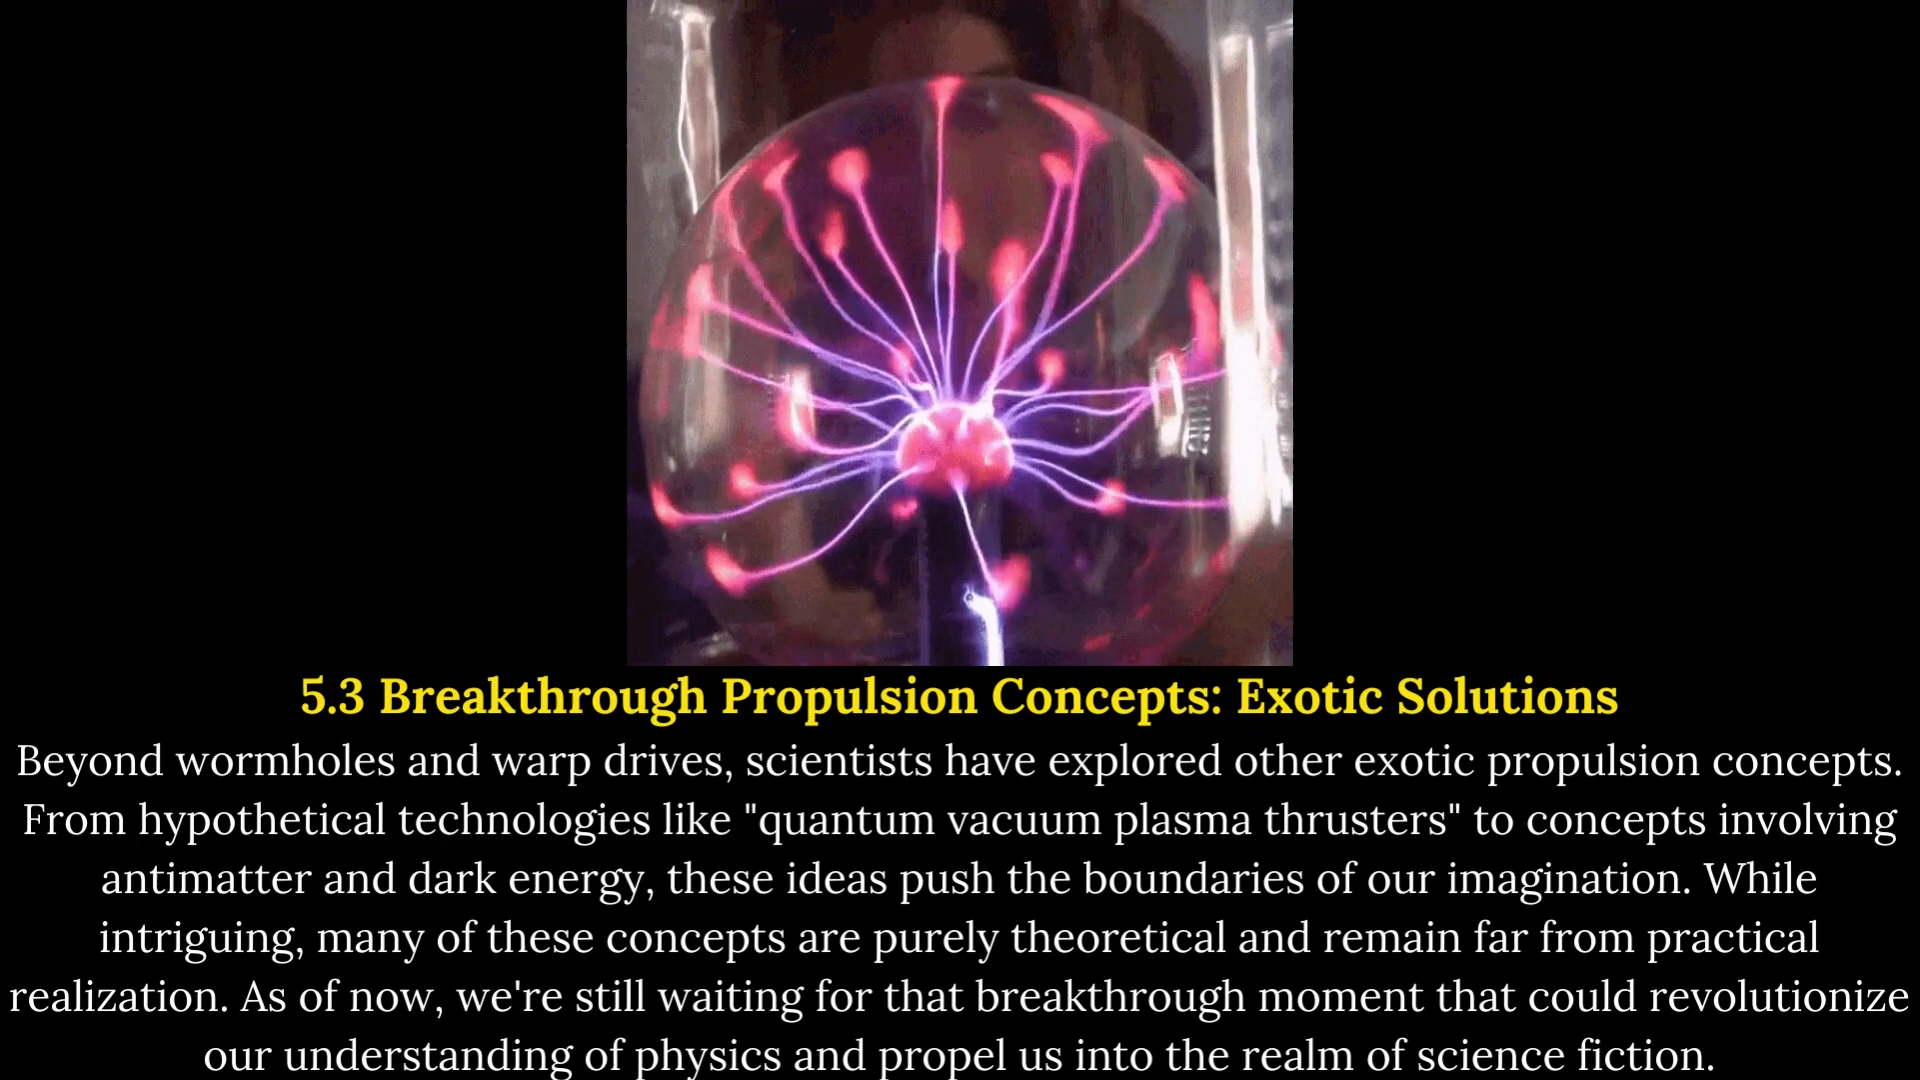 5.3 Breakthrough Propulsion Concepts: Exotic Solutions
Beyond wormholes and warp drives, scientists have explored other exotic propulsion concepts.
From hypothetical technologies like "quantum vacuum plasma thrusters" to concepts involving
antimatter and dark energy, these ideas push the boundaries of our imagination. While
intriguing, many of these concepts are purely theoretical and remain far from practical
realization. As of now, we're still waiting for that breakthrough moment that could revolutionize
our understanding of physics and propel us into the realm of science fiction.